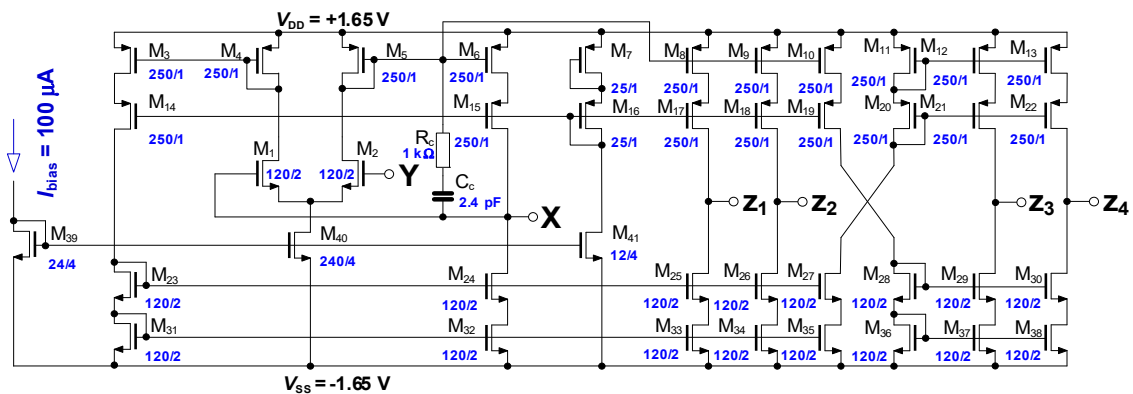 V_DD = +1.65 V
M3 M4 M5 M6 M7 M8 M9 M10 M11 M12 M13
250/1 250/1 250/1 250/1 25/1 250/1 250/1 250/1 250/1 250/1 250/1
M14 M15 M16 M17 M18 M19 M20 M21 M22
250/1 250/1 25/1 250/1 250/1 250/1 250/1 250/1 250/1
I_bias = 100 µA
M1 M2 Rc
1 kΩ
120/2 120/2 Y
Cc
2.4 pF
X Z1 Z2 Z3 Z4
M39 M40 M41
24/4 240/4 12/4
M23 M24 M25 M26 M27 M28 M29 M30
120/2 120/2 120/2 120/2 120/2 120/2 120/2 120/2
M31 M32 M33 M34 M35 M36 M37 M38
120/2 120/2 120/2 120/2 120/2 120/2 120/2 120/2
V_SS = -1.65 V